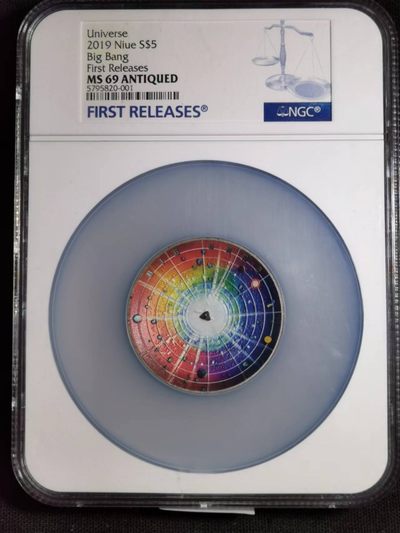 Universe
2019 Niue S$5
Big Bang
First Releases
MS 69 ANTIQUED
5795820-001
FIRST RELEASES®
NGC®